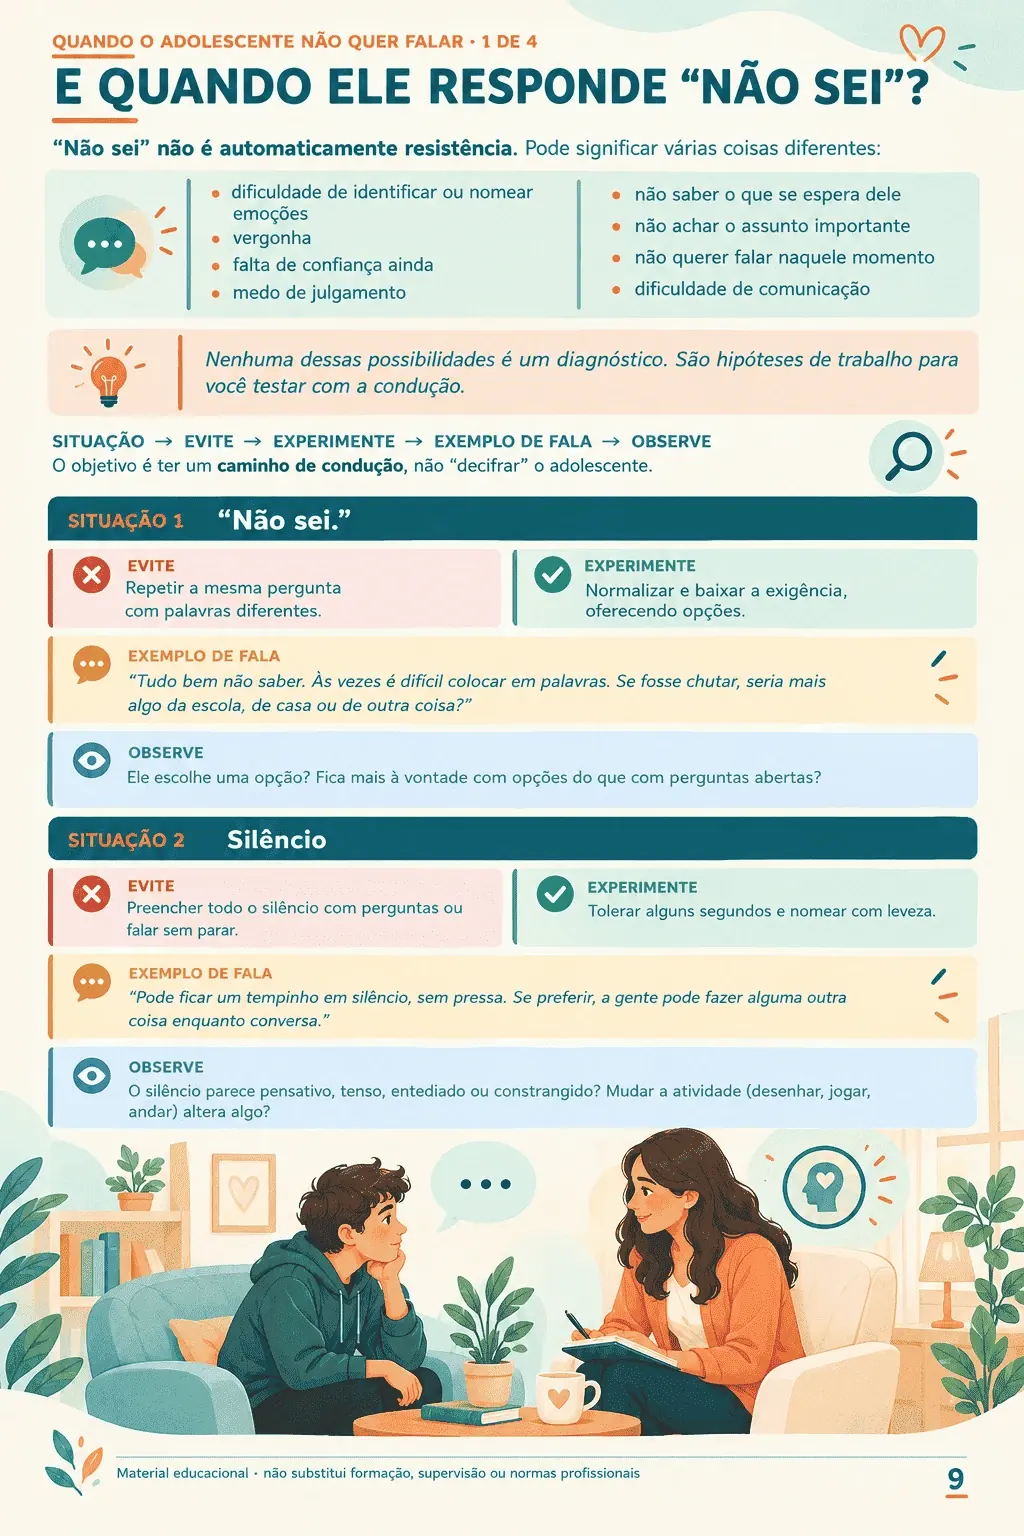 QUANDO O ADOLESCENTE NÃO QUER FALAR · 1 DE 4
E QUANDO ELE RESPONDE “NÃO SEI”?
“Não sei” não é automaticamente resistência. Pode significar várias coisas diferentes:
• dificuldade de identificar ou nomear
emoções
• vergonha
• falta de confiança ainda
• medo de julgamento
• não saber o que se espera dele
• não achar o assunto importante
• não querer falar naquele momento
• dificuldade de comunicação
Nenhuma dessas possibilidades é um diagnóstico. São hipóteses de trabalho para
você testar com a condução.
SITUAÇÃO → EVITE → EXPERIMENTE → EXEMPLO DE FALA → OBSERVE
O objetivo é ter um caminho de condução, não “decifrar” o adolescente.
SITUAÇÃO 1 “Não sei.”
EVITE
Repetir a mesma pergunta
com palavras diferentes.
EXPERIMENTE
Normalizar e baixar a exigência,
oferecendo opções.
EXEMPLO DE FALA
“Tudo bem não saber. Às vezes é difícil colocar em palavras. Se fosse chutar, seria mais
algo da escola, de casa ou de outra coisa?”
OBSERVE
Ele escolhe uma opção? Fica mais à vontade com opções do que com perguntas abertas?
SITUAÇÃO 2 Silêncio
EVITE
Preencher todo o silêncio com perguntas ou
falar sem parar.
EXPERIMENTE
Tolerar alguns segundos e nomear com leveza.
EXEMPLO DE FALA
“Pode ficar um tempinho em silêncio, sem pressa. Se preferir, a gente pode fazer alguma outra
coisa enquanto conversa.”
OBSERVE
O silêncio parece pensativo, tenso, entediado ou constrangido? Mudar a atividade (desenhar, jogar,
andar) altera algo?
Material educacional · não substitui formação, supervisão ou normas profissionais
9